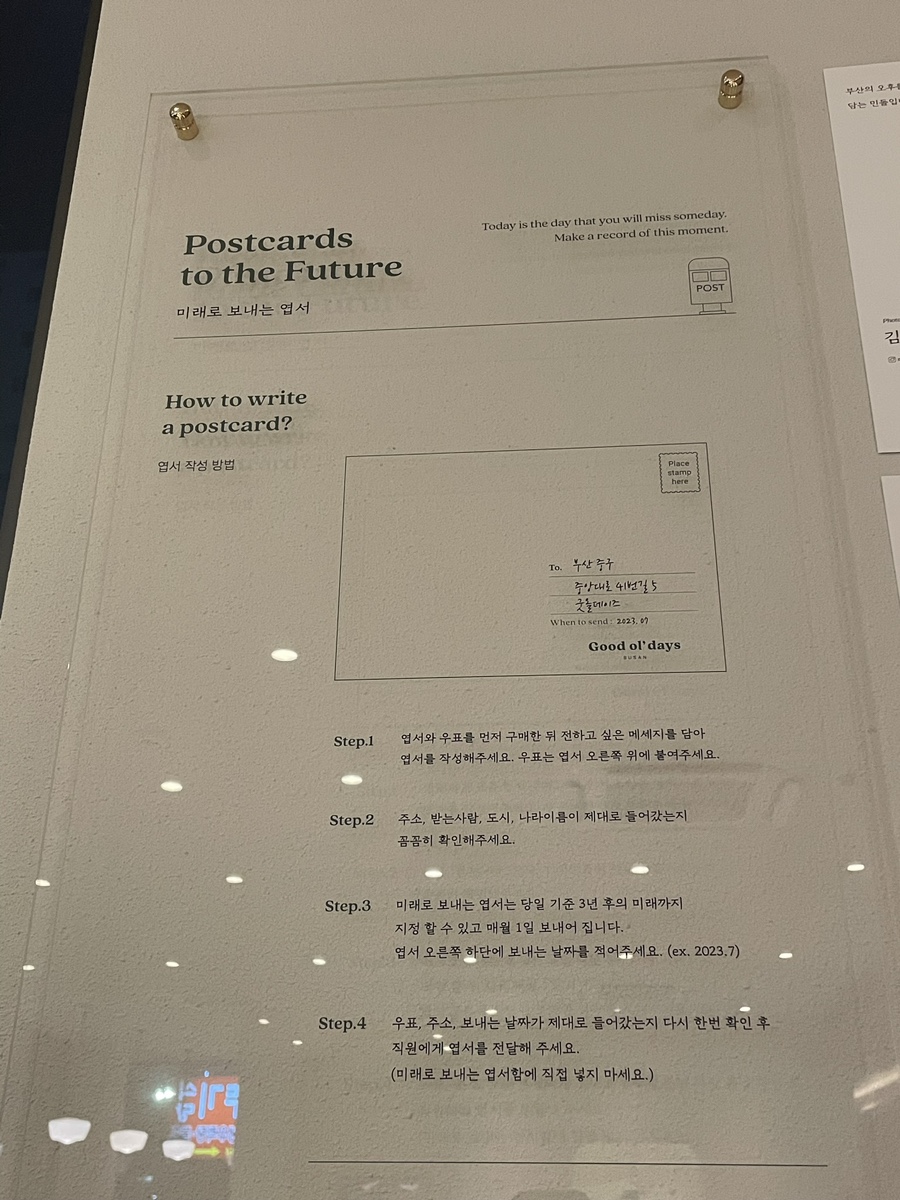 Postcards
to the Future
미래로 보내는 엽서
Today is the day that you will miss someday.
Make a record of this moment.
POST
How to write
a postcard?
엽서 작성 방법
Place
stamp
here
To. 부산 중구
중앙대로 41번길 5
굿올데이즈
When to send : 2023. 07
Good ol' days
BUSAN
Step.1 엽서와 우표를 먼저 구매한 뒤 전하고 싶은 메세지를 담아
엽서를 작성해주세요. 우표는 엽서 오른쪽 위에 붙여주세요.
Step.2 주소, 받는사람, 도시, 나라이름이 제대로 들어갔는지
꼼꼼히 확인해주세요.
Step.3 미래로 보내는 엽서는 당일 기준 3년 후의 미래까지
지정 할 수 있고 매월 1일 보내어 집니다.
엽서 오른쪽 하단에 보내는 날짜를 적어주세요. (ex. 2023.7)
Step.4 우표, 주소, 보내는 날짜가 제대로 들어갔는지 다시 한번 확인 후
직원에게 엽서를 전달해 주세요.
(미래로 보내는 엽서함에 직접 넣지 마세요.)
부산의 오후를
담는 민들입
김